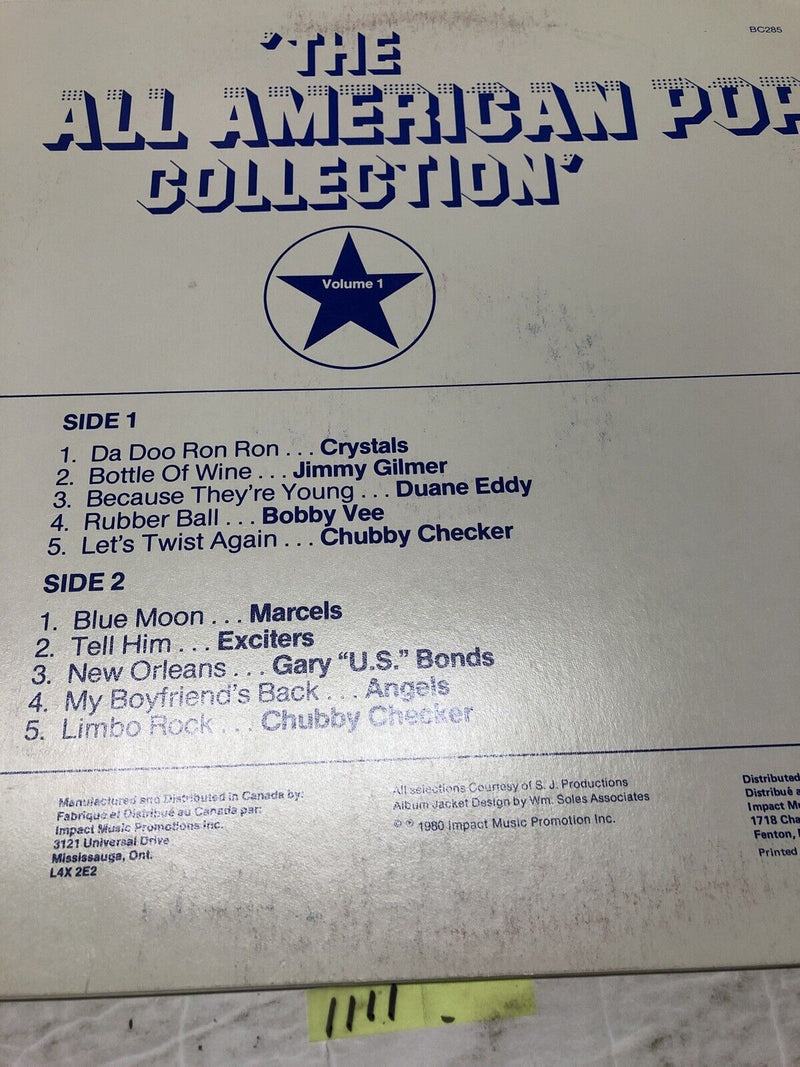 BC285
'THE
ALL AMERICAN POP
COLLECTION'
Volume 1
SIDE 1
1. Da Doo Ron Ron . . . Crystals
2. Bottle Of Wine . . . Jimmy Gilmer
3. Because They're Young . . . Duane Eddy
4. Rubber Ball . . . Bobby Vee
5. Let's Twist Again . . . Chubby Checker
SIDE 2
1. Blue Moon . . . Marcels
2. Tell Him . . . Exciters
3. New Orleans . . . Gary "U.S." Bonds
4. My Boyfriend's Back . . . Angels
5. Limbo Rock . . . Chubby Checker
Manufactured and Distributed in Canada by:
Fabrique et Distribué au Canada par:
Impact Music Promotions Inc.
3121 Universal Drive
Mississauga, Ont.
L4X 2E2
All selections Courtesy of S. J. Productions
Album Jacket Design by Wm. Soles Associates
© ℗ 1980 Impact Music Promotion Inc.
Distributed
Distribué a
Impact Mu
1718 Cha
Fenton,
Printed
1111